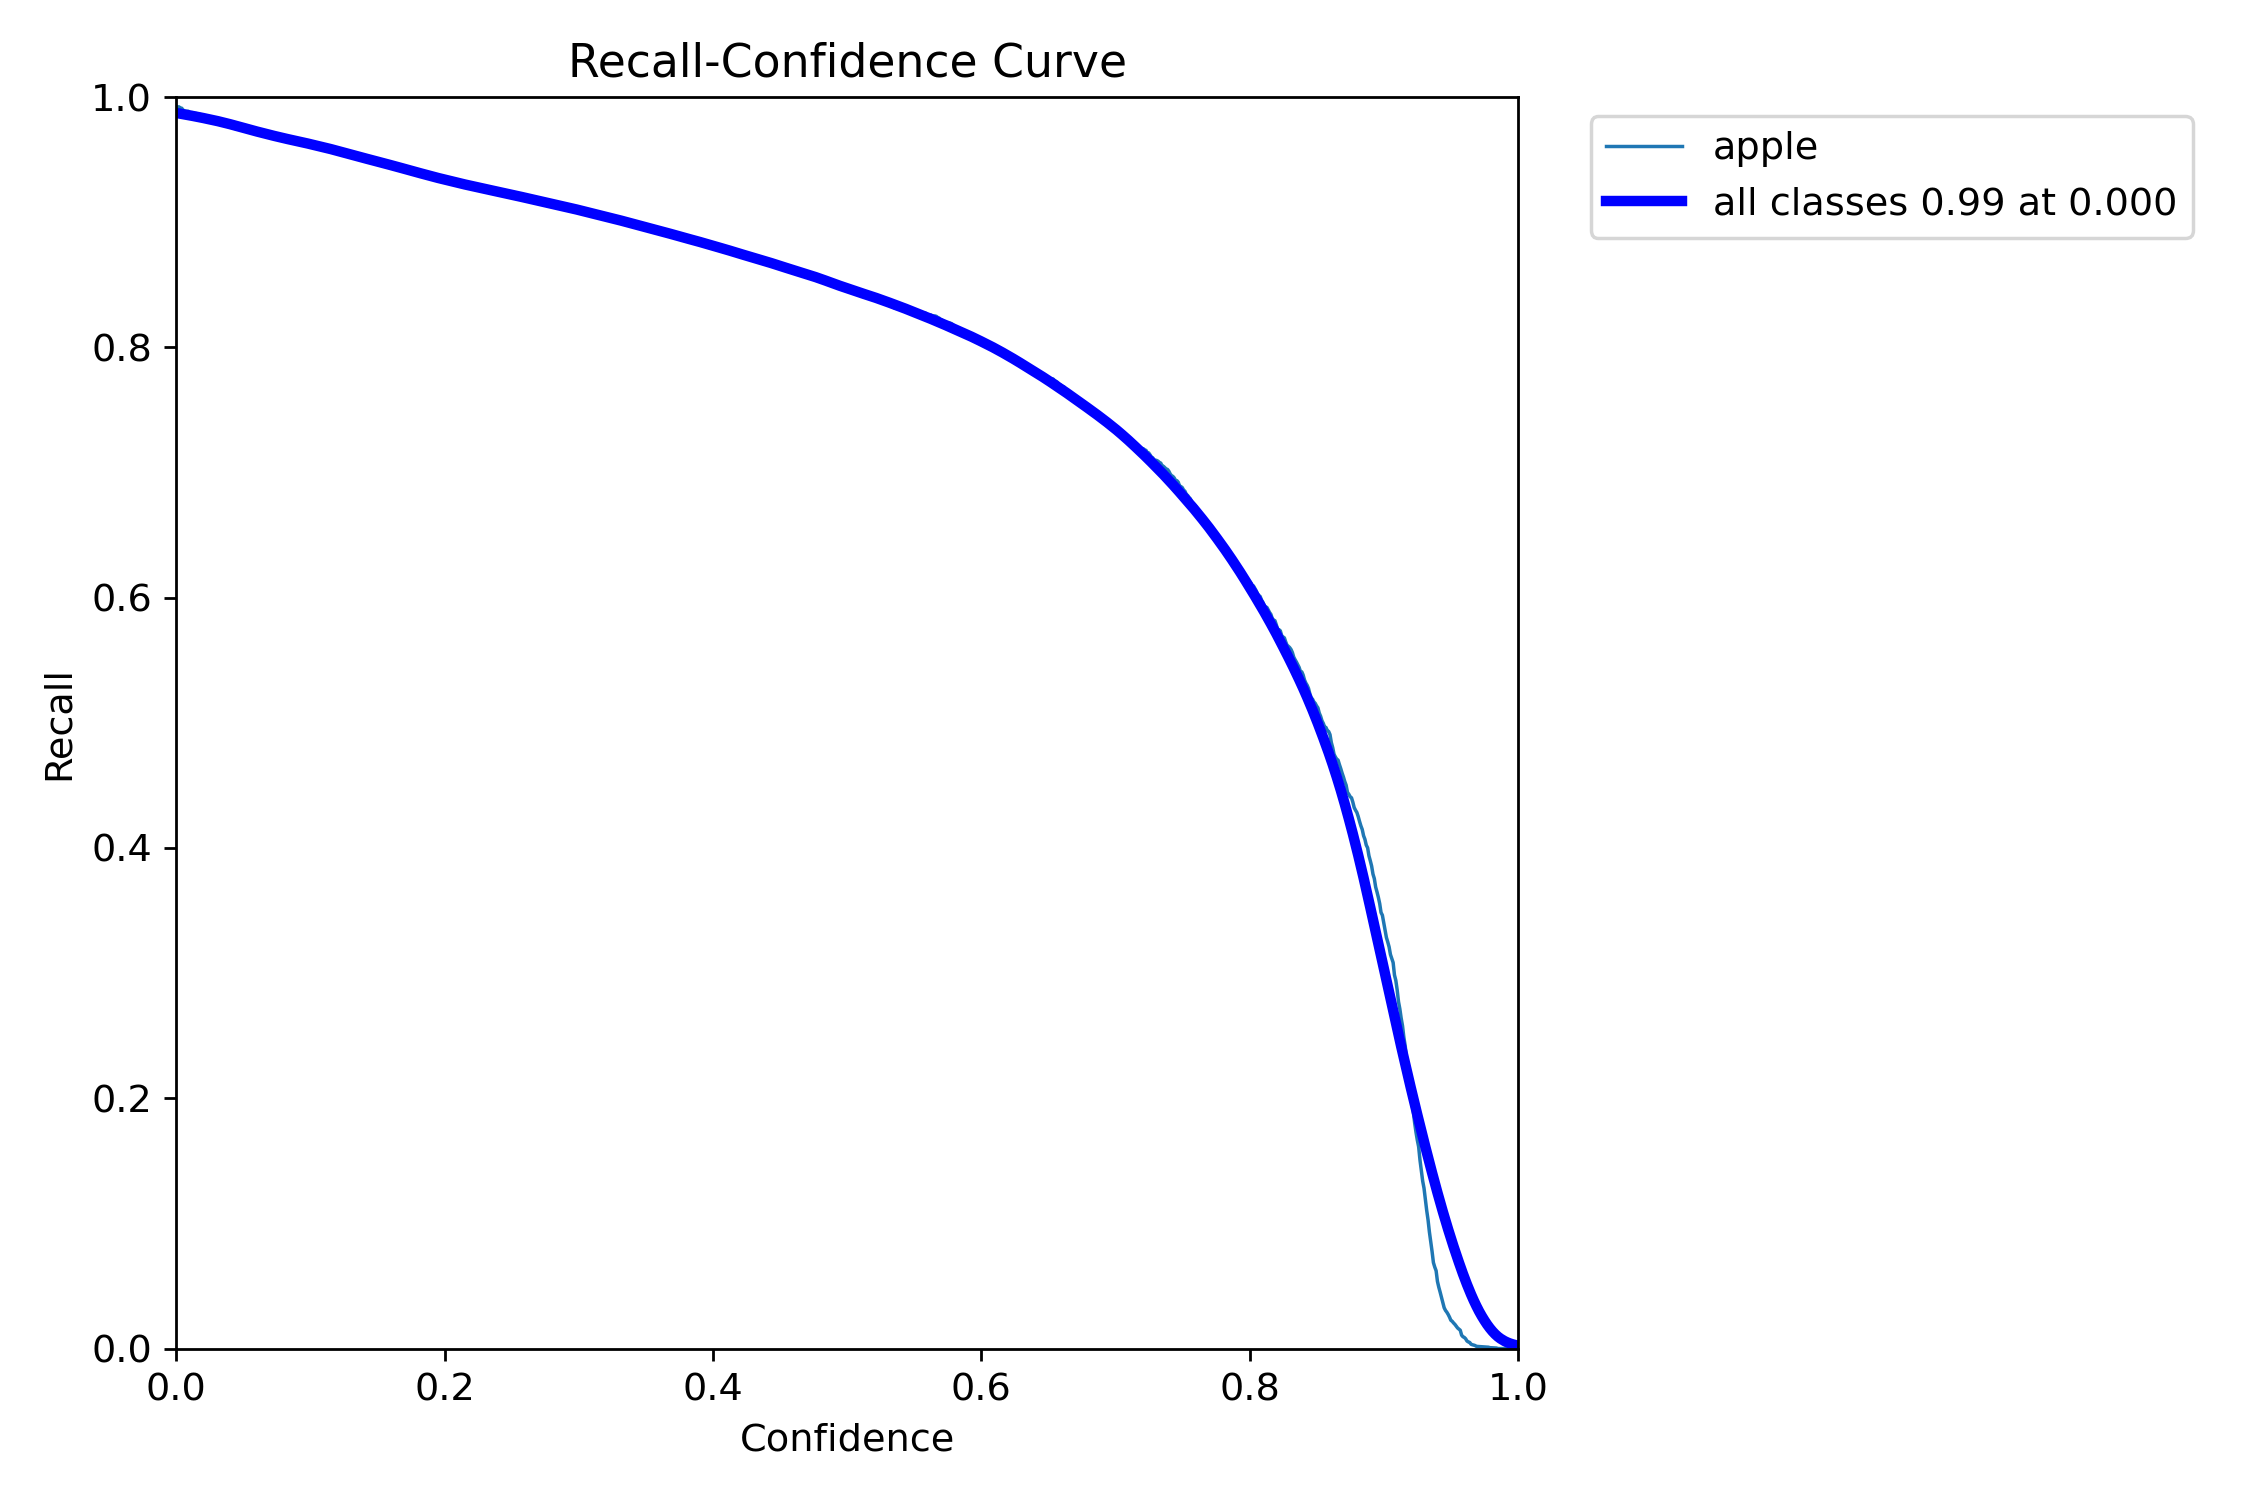 Recall-Confidence Curve
1.0
0.8
0.6
0.4
0.2
0.0
Recall
0.0 0.2 0.4 0.6 0.8 1.0
Confidence
apple
all classes 0.99 at 0.000